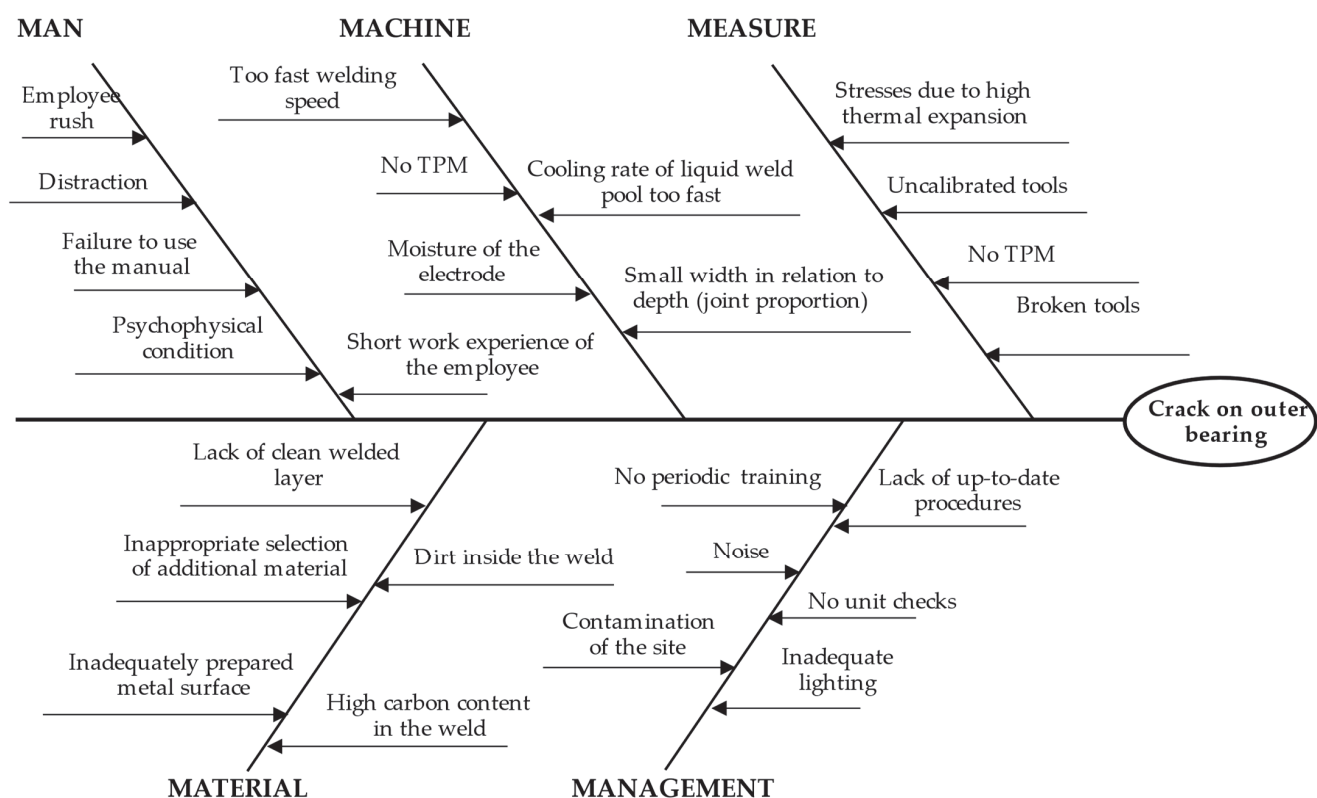 MAN
MACHINE
MEASURE
Employee
rush
Distraction
Failure to use
the manual
Psychophysical
condition
Short work experience of
the employee
Too fast welding
speed
No TPM
Cooling rate of liquid weld
pool too fast
Moisture of the
electrode
Small width in relation to
depth (joint proportion)
Stresses due to high
thermal expansion
Uncalibrated tools
No TPM
Broken tools
Crack on outer
bearing
Lack of clean welded
layer
Inappropriate selection
of additional material
Dirt inside the weld
Inadequately prepared
metal surface
High carbon content
in the weld
No periodic training
Lack of up-to-date
procedures
Noise
No unit checks
Contamination
of the site
Inadequate
lighting
MATERIAL
MANAGEMENT